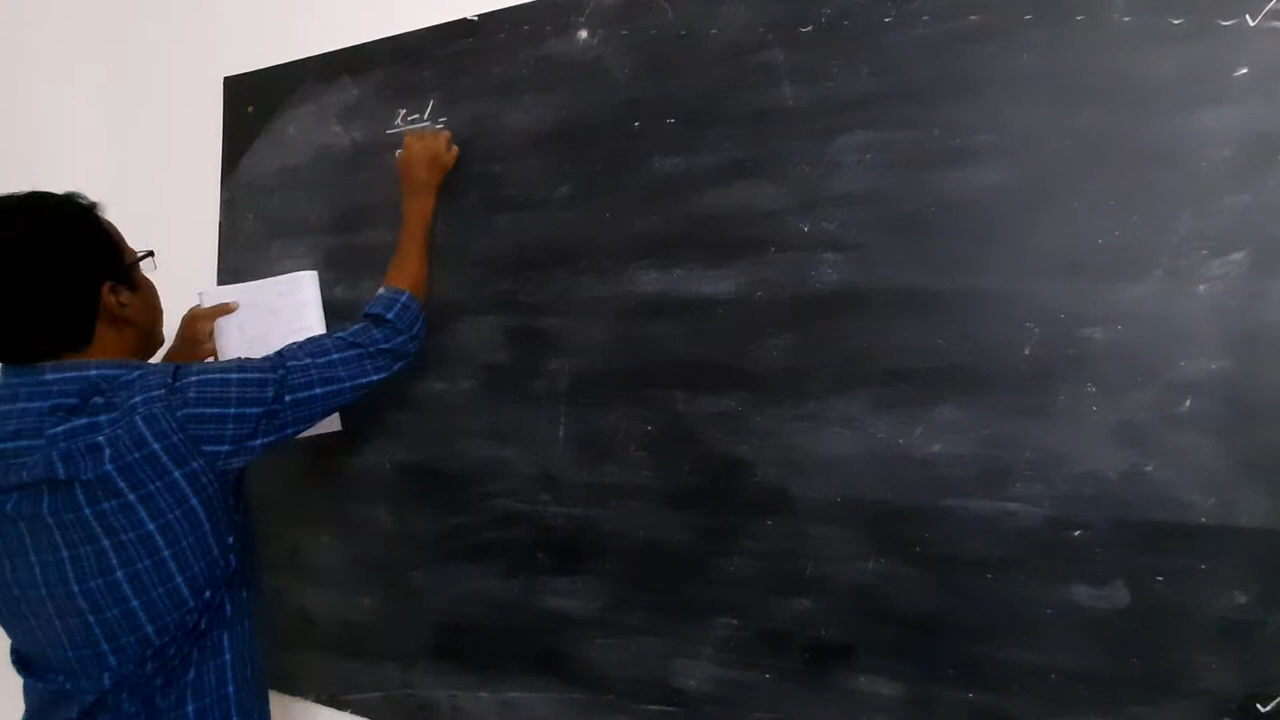 x-1 =